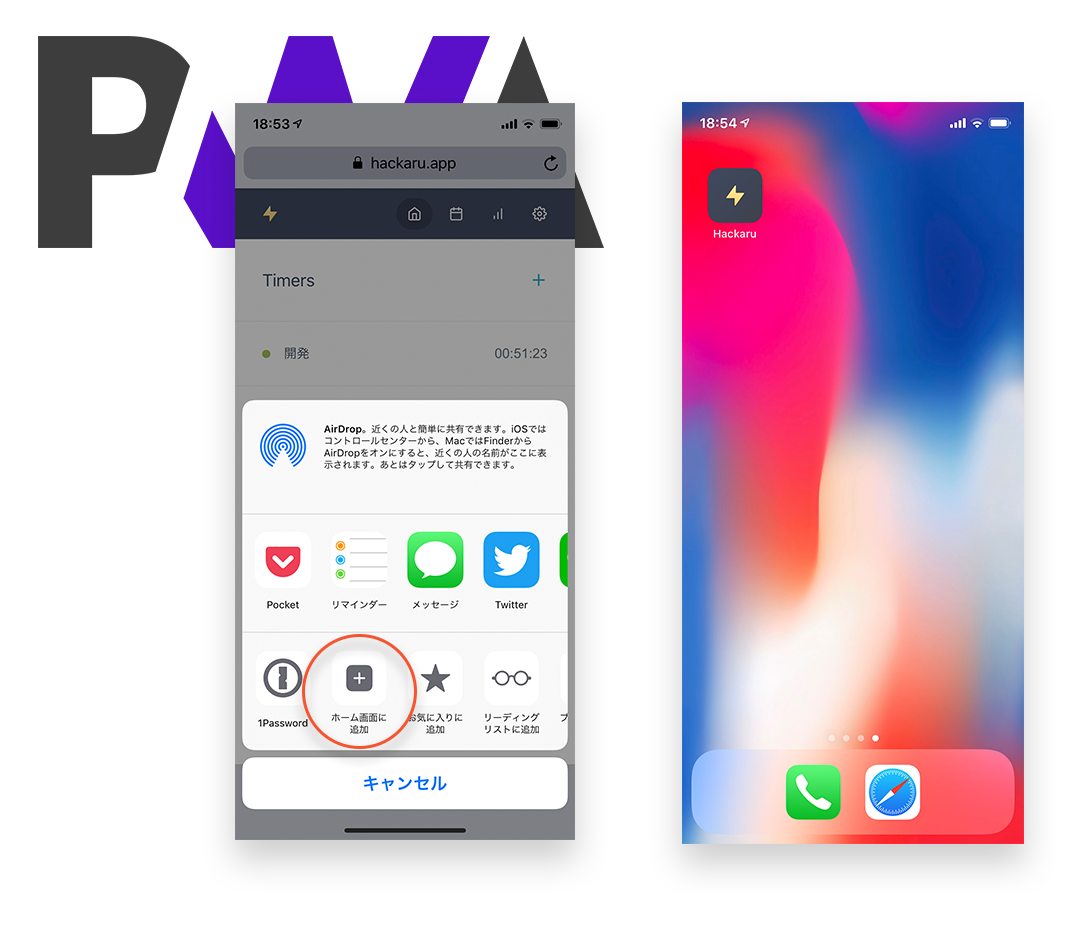 PWA
18:53
hackaru.app
Timers
開発 00:51:23
AirDrop。近くの人と簡単に共有できます。iOSでは
コントロールセンターから、MacではFinderから
AirDropをオンにすると、近くの人の名前がここに表
示されます。あとはタップして共有できます。
Pocket
リマインダー
メッセージ
Twitter
1Password
ホーム画面に
追加
お気に入りに
追加
リーディング
リストに追加
プ
キャンセル
18:54
Hackaru